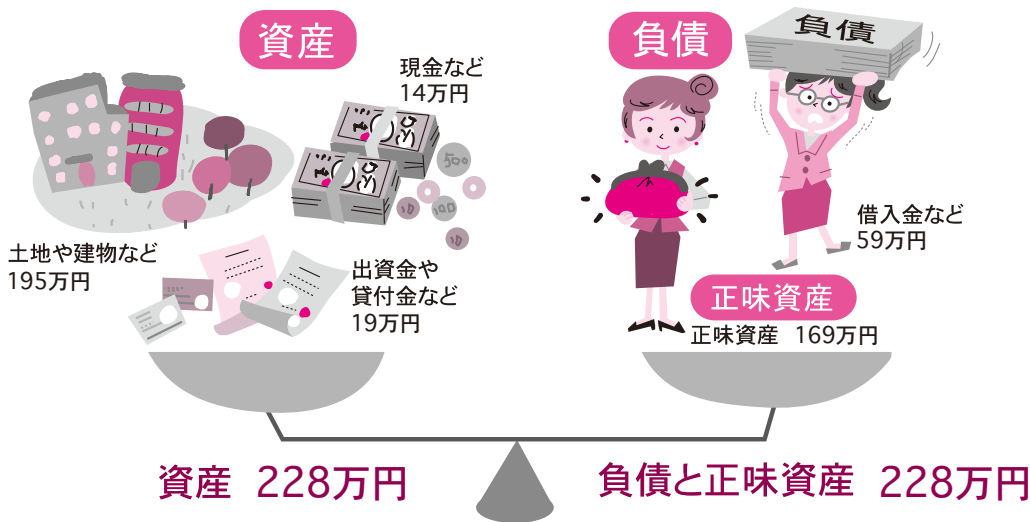 資産
現金など
14万円
土地や建物など
195万円
出資金や
貸付金など
19万円
負債
負債
借入金など
59万円
正味資産
正味資産 169万円
500
100
10
10
資産 228万円
負債と正味資産 228万円